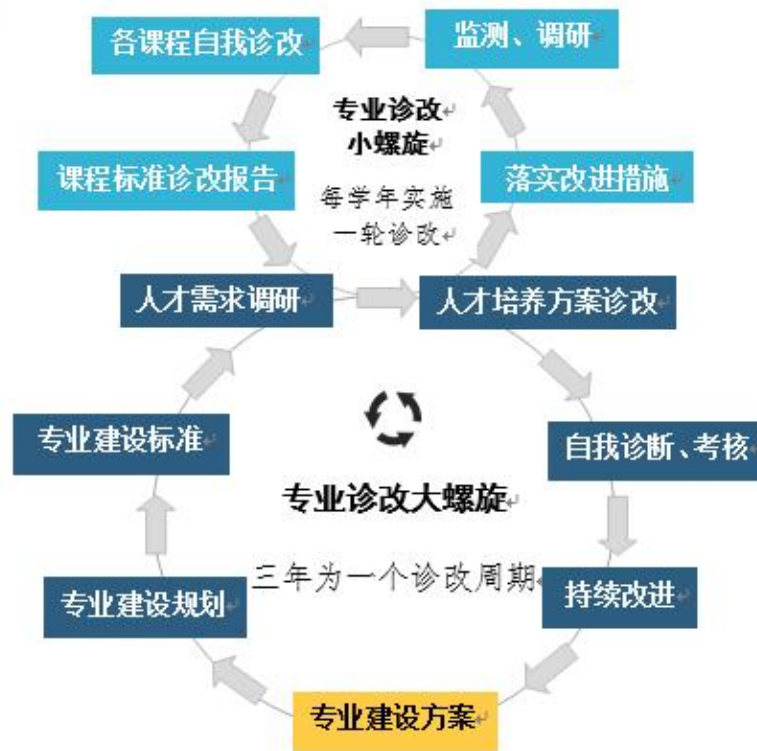 各课程自我诊改
监测、调研
专业诊改
小螺旋
课程标准诊改报告
落实改进措施
每学年实施
一轮诊改
人才需求调研
人才培养方案诊改
专业建设标准
自我诊断、考核
专业诊改大螺旋
三年为一个诊改周期
专业建设规划
持续改进
专业建设方案